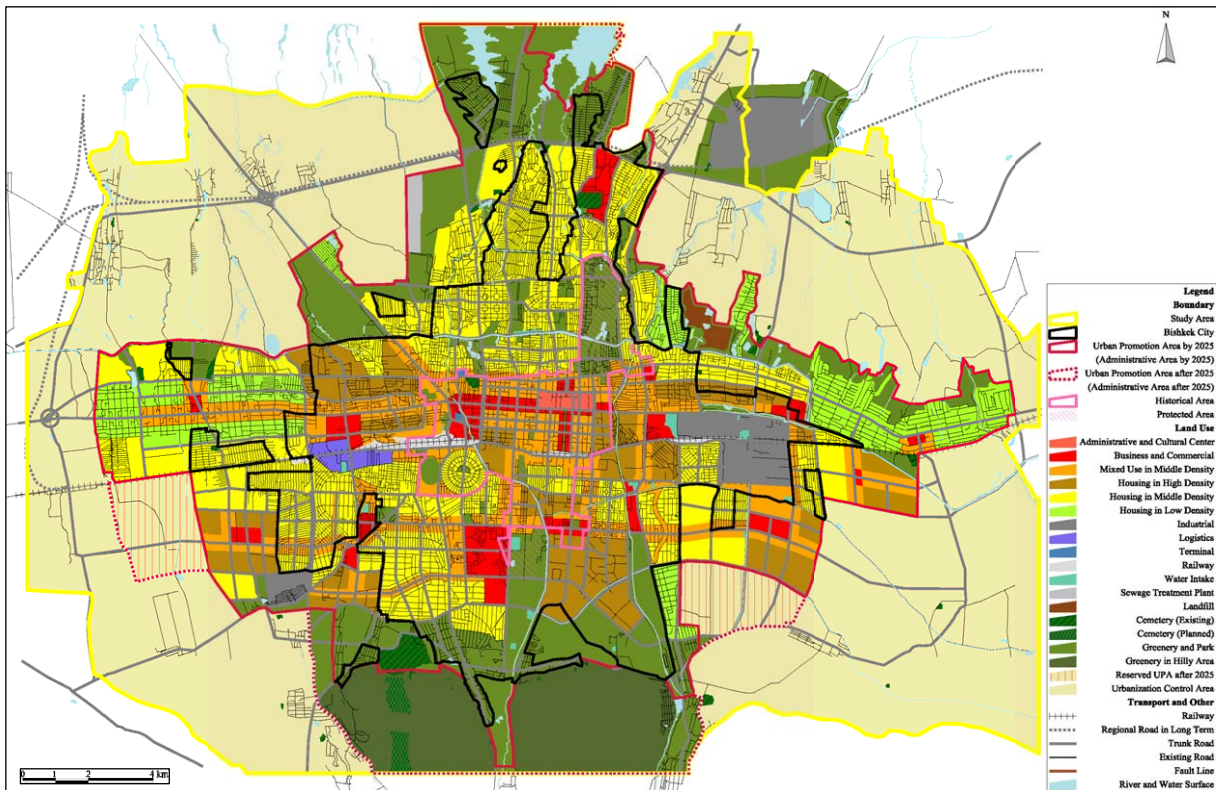 N
Legend
Boundary
Study Area
Bishkek City
Urban Promotion Area by 2025
(Administrative Area by 2025)
Urban Promotion Area after 2025
(Administrative Area after 2025)
Historical Area
Protected Area
Land Use
Administrative and Cultural Center
Business and Commercial
Mixed Use in Middle Density
Housing in High Density
Housing in Middle Density
Housing in Low Density
Industrial
Logistics
Terminal
Railway
Water Intake
Sewage Treatment Plant
Landfill
Cemetery (Existing)
Cemetery (Planned)
Greenery and Park
Greenery in Hilly Area
Reserved UPA after 2025
Urbanization Control Area
Transport and Other
Railway
Regional Road in Long Term
Trunk Road
Existing Road
Fault Line
River and Water Surface
0 1 2 4 km